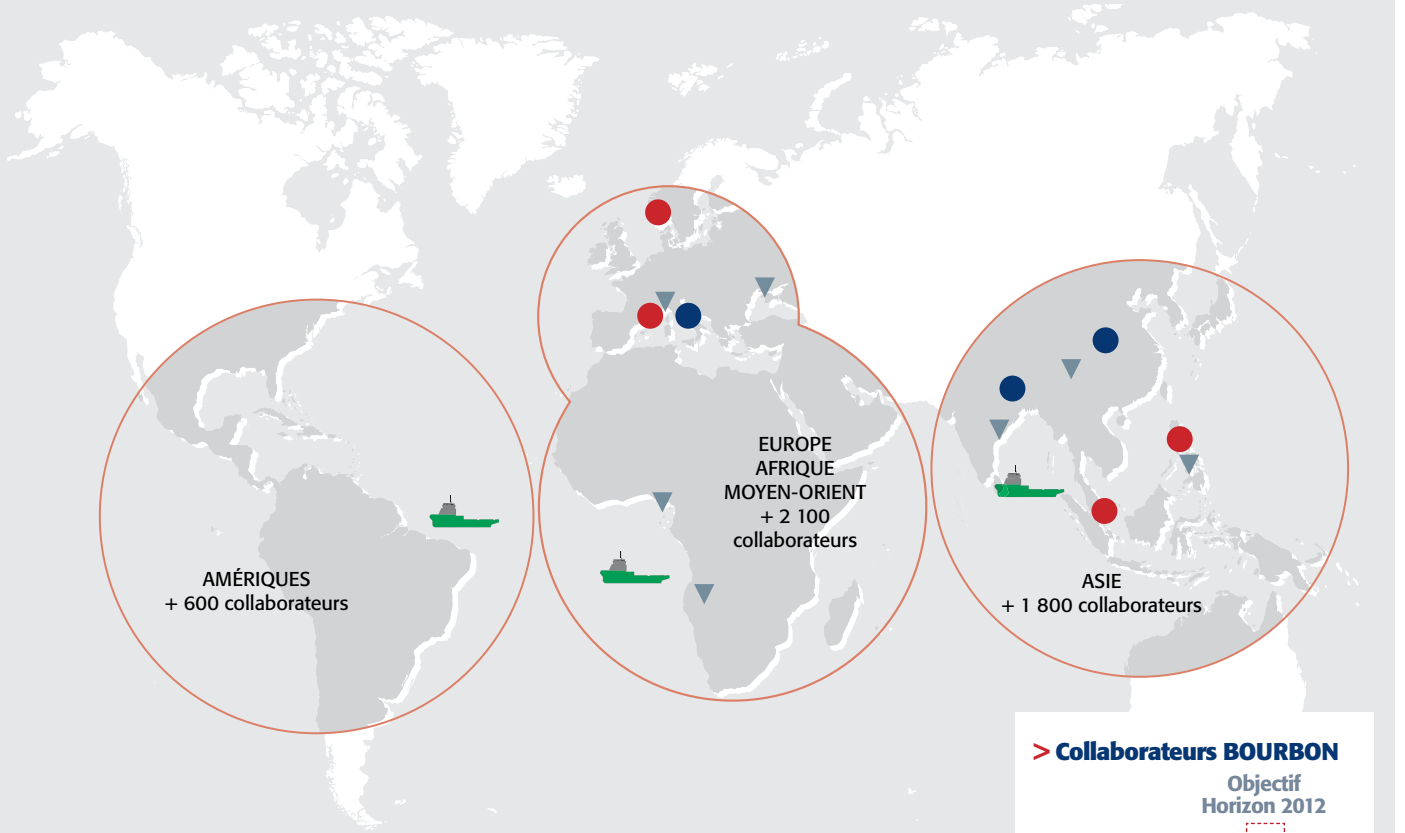 EUROPE
AFRIQUE
MOYEN-ORIENT
+ 2 100
collaborateurs
AMÉRIQUES
+ 600 collaborateurs
ASIE
+ 1 800 collaborateurs
> Collaborateurs BOURBON
Objectif
Horizon 2012